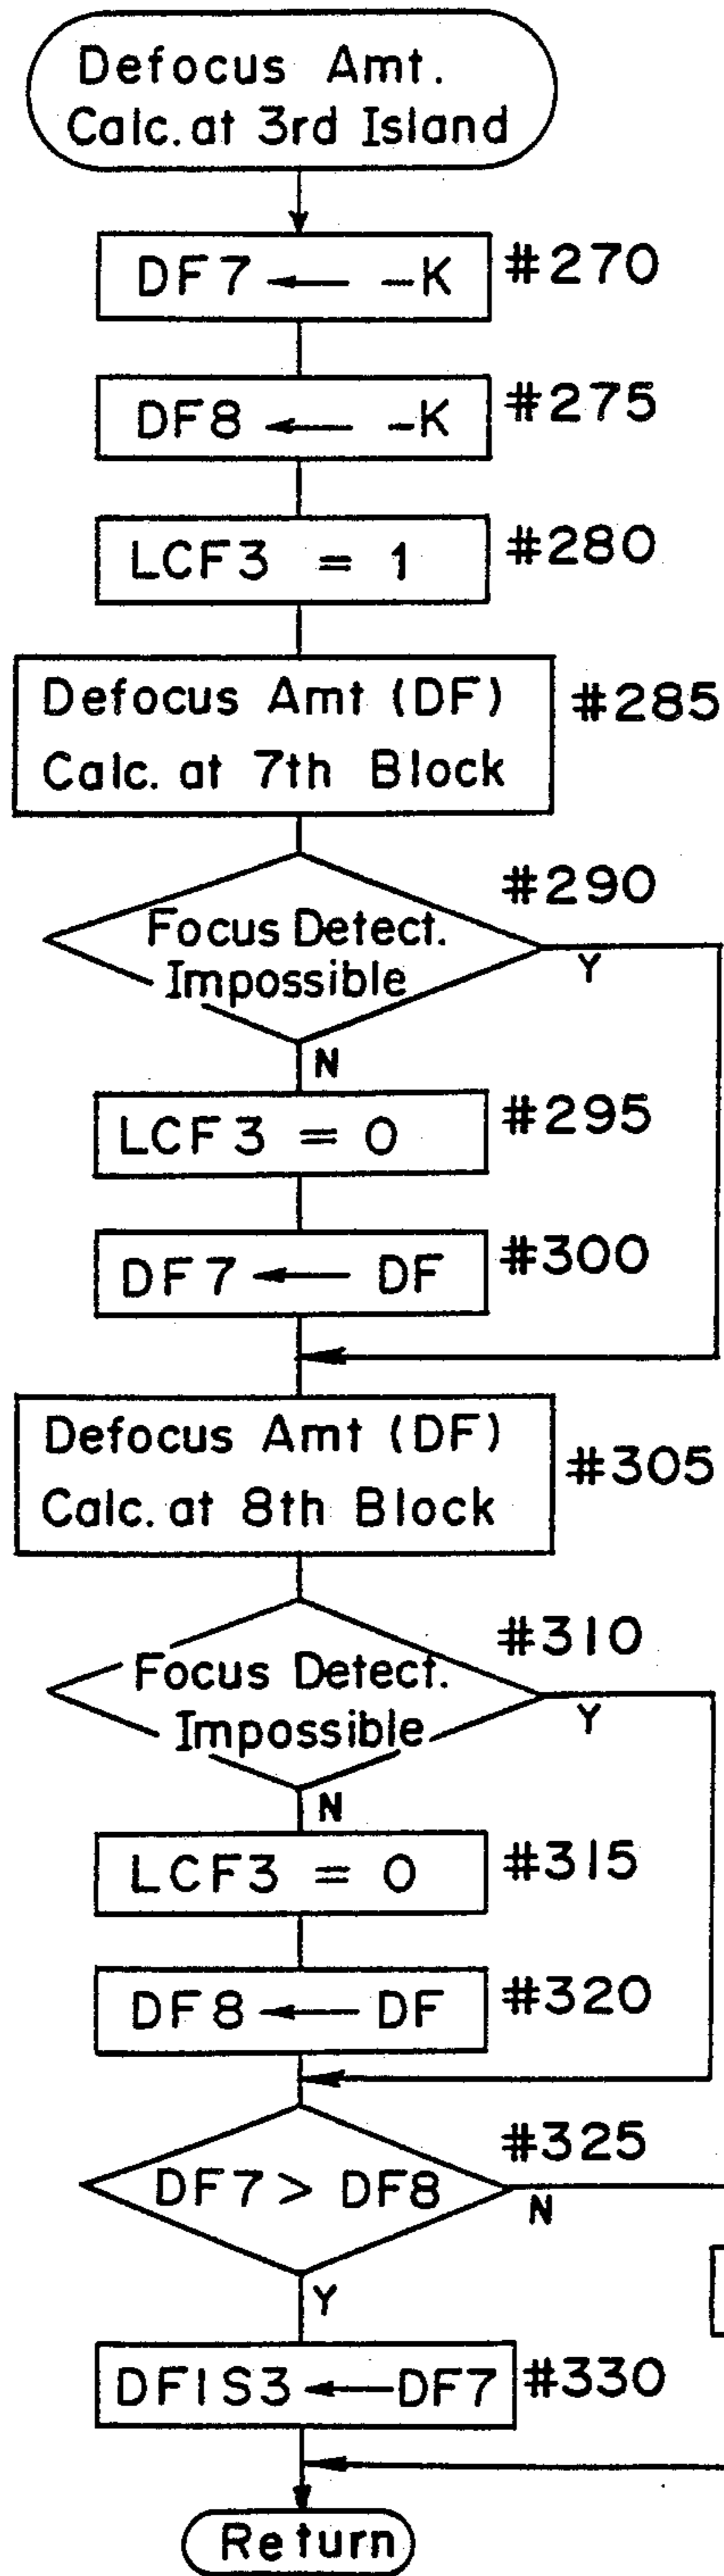 Defocus Amt.
Calc. at 3rd Island
DF7 ← -K #270
DF8 ← -K #275
LCF3 = 1 #280
Defocus Amt (DF) #285
Calc. at 7th Block
#290
Focus Detect.
Impossible
Y
N
LCF3 = 0 #295
DF7 ← DF #300
Defocus Amt (DF)
Calc. at 8th Block #305
#310
Focus Detect.
Impossible
Y
N
LCF3 = 0 #315
DF8 ← DF #320
#325
DF7 > DF8
N
Y
DFIS3 ← DF7 #330
Return